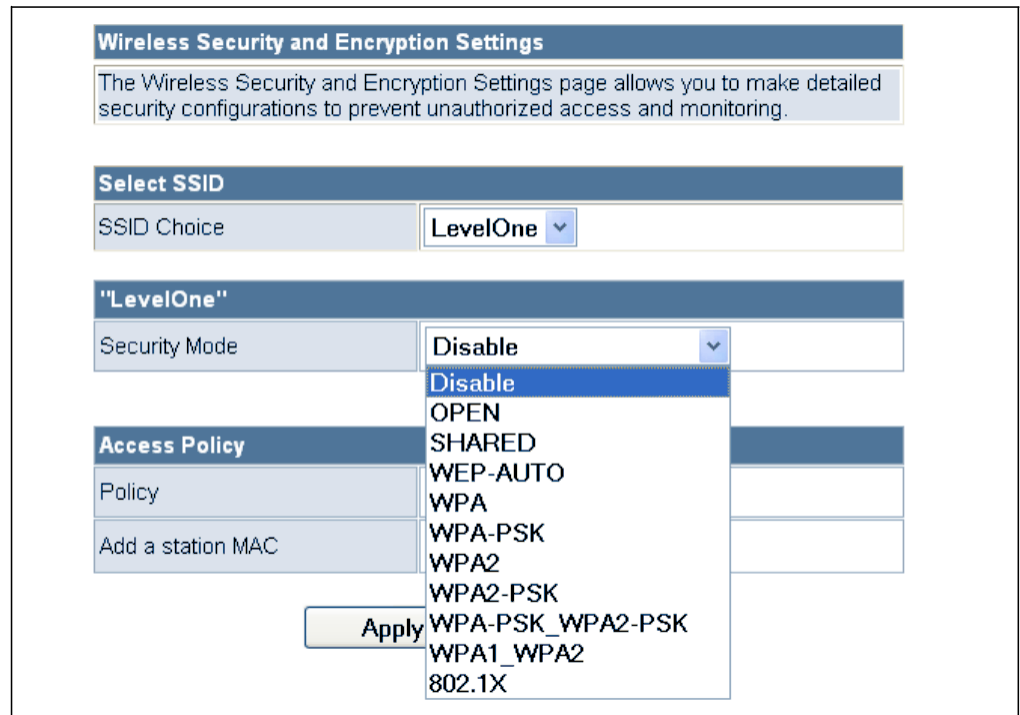 Wireless Security and Encryption Settings
The Wireless Security and Encryption Settings page allows you to make detailed
security configurations to prevent unauthorized access and monitoring.
Select SSID
SSID Choice LevelOne
"LevelOne"
Security Mode Disable
Disable
OPEN
SHARED
WEP-AUTO
WPA
WPA-PSK
WPA2
WPA2-PSK
WPA-PSK_WPA2-PSK
WPA1_WPA2
802.1X
Access Policy
Policy
Add a station MAC
Apply